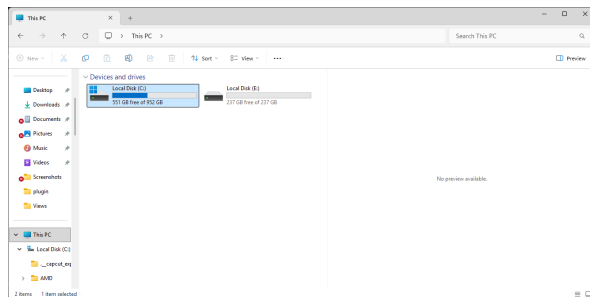 This PC
This PC
Search This PC
New
Sort
View
Preview
Devices and drives
Local Disk (C:)
551 GB free of 952 GB
Local Disk (E:)
237 GB free of 237 GB
Desktop
Downloads
Documents
Pictures
Music
Videos
Screenshots
plugin
Views
No preview available.
This PC
Local Disk (C:)
._capcut_exp
AMD
2 items
1 item selected